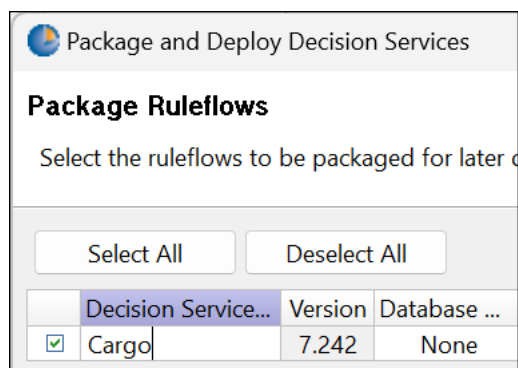 Package and Deploy Decision Services
Package Ruleflows
Select the ruleflows to be packaged for later
Select All Deselect All
Decision Service... Version Database ...
Cargo 7.242 None